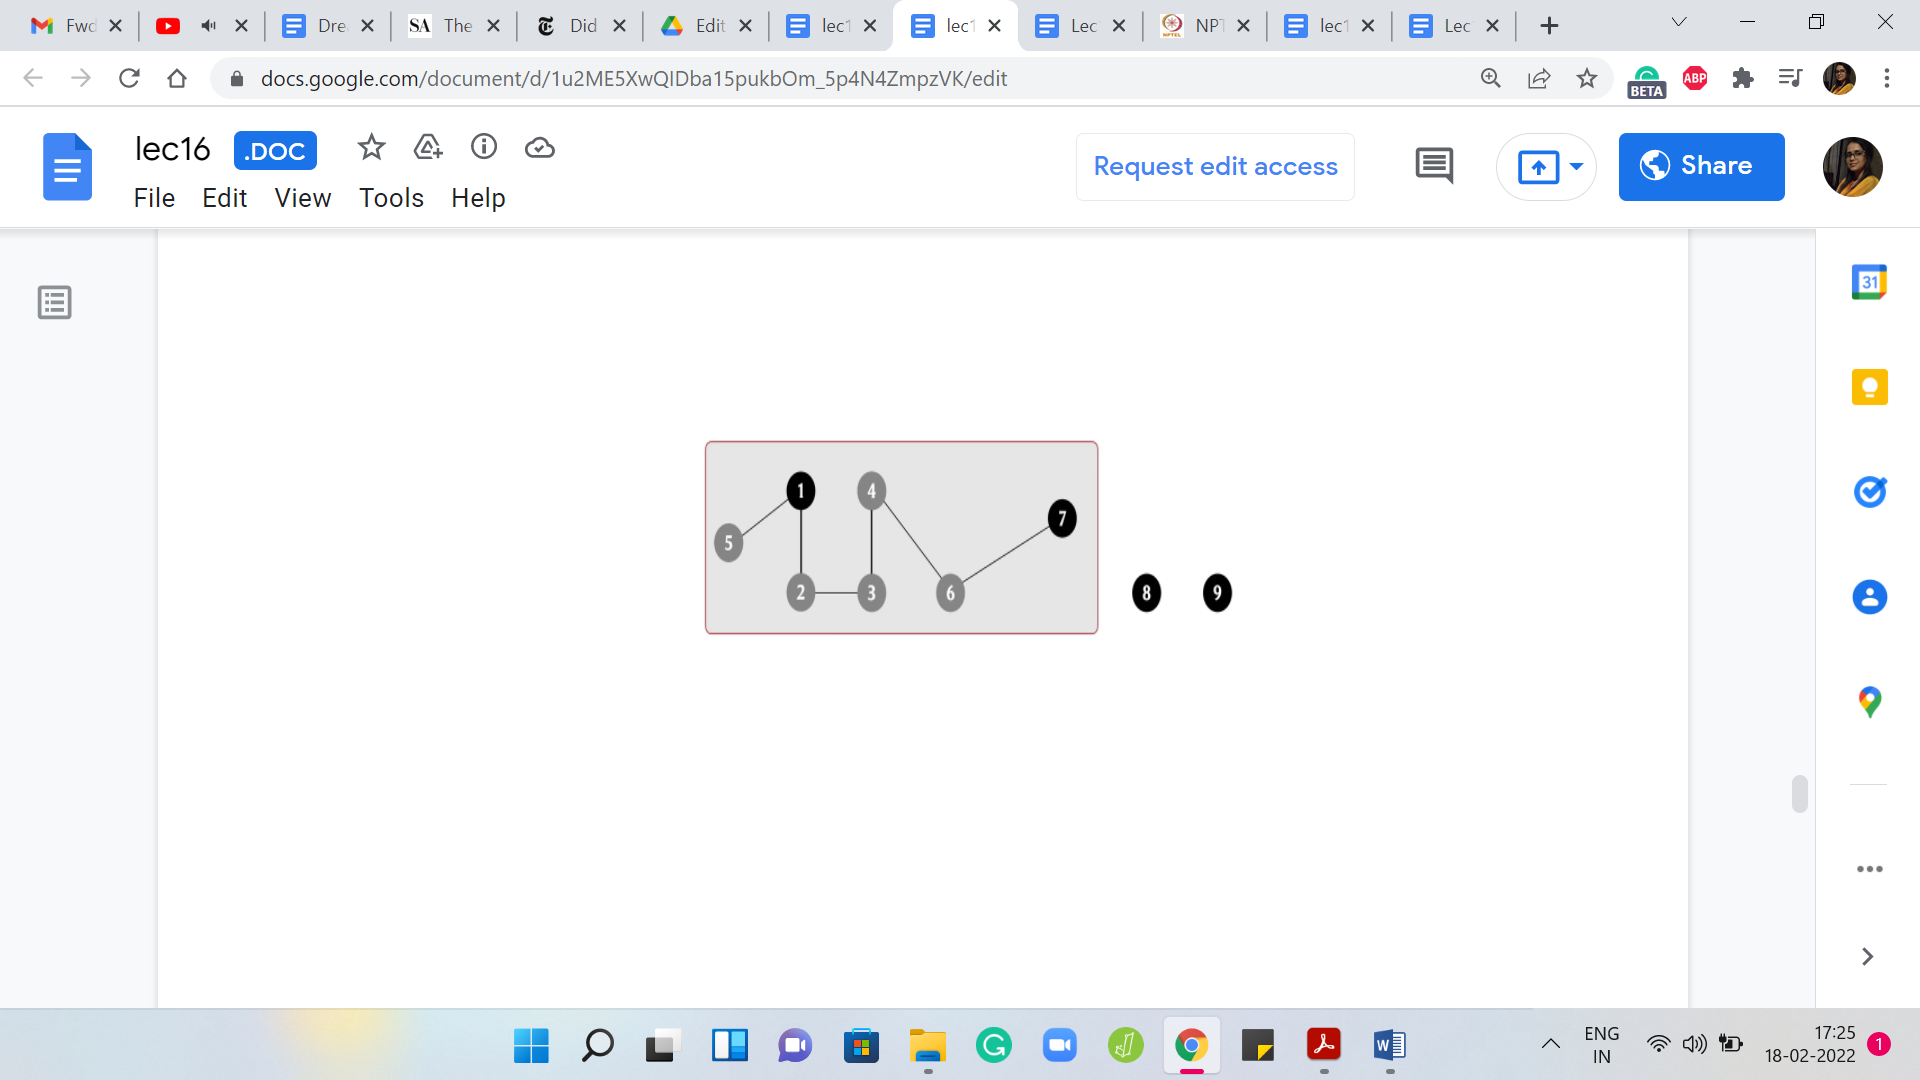 Fwd
Dre
SA The
Did
Edit
lec1
lec1
Lec
NPT
lec1
Lec
docs.google.com/document/d/1u2ME5XwQIDba15pukbOm_5p4N4ZmpzVK/edit
BETA
ABP
lec16 .DOC
File Edit View Tools Help
Request edit access
Share
31
1 4
7
5
2 3 6 8 9
ENG
IN
17:25
18-02-2022
1